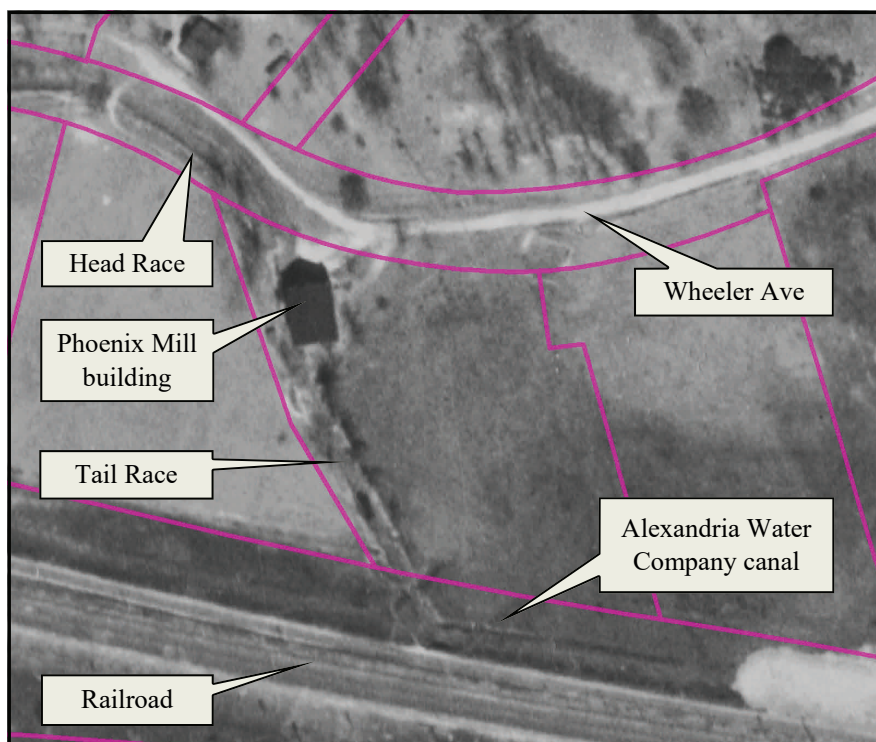 Head Race
Wheeler Ave
Phoenix Mill
building
Tail Race
Alexandria Water
Company canal
Railroad